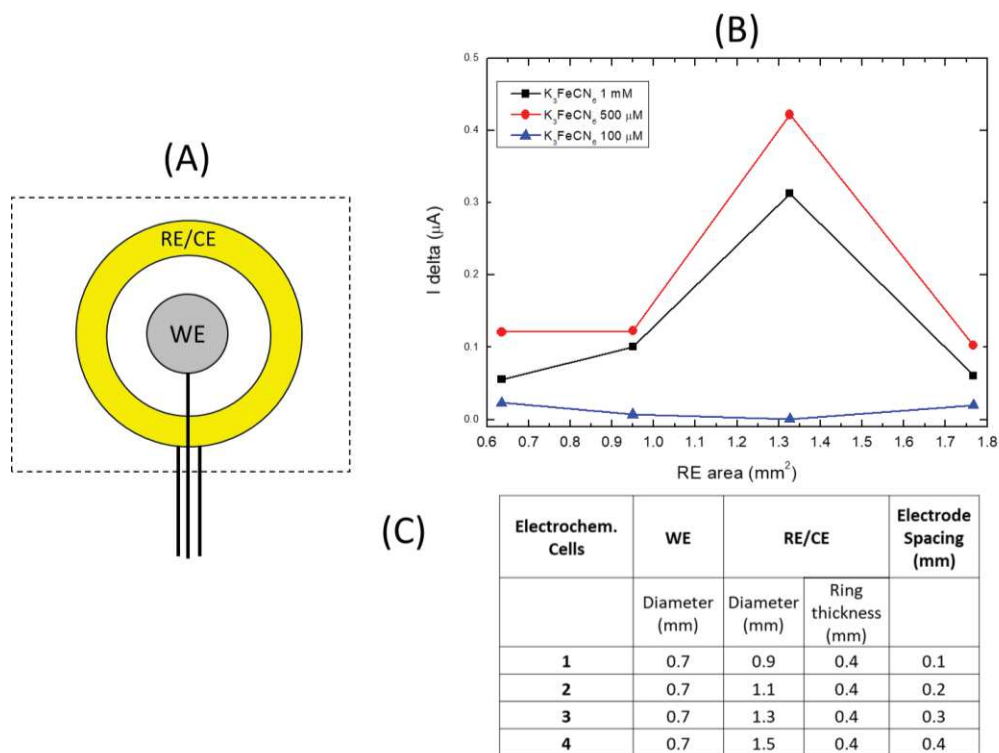 (A)
RE/CE
WE
(B)
0.5
0.4
0.3
0.2
0.1
0.0
I delta (μA)
K₃FeCN₆ 1 mM
K₃FeCN₆ 500 μM
K₃FeCN₆ 100 μM
0.6 0.7 0.8 0.9 1.0 1.1 1.2 1.3 1.4 1.5 1.6 1.7 1.8
RE area (mm²)
(C)
Electrochem. Cells WE RE/CE Electrode Spacing (mm)
Diameter (mm) Diameter (mm) Ring thickness (mm)
1 0.7 0.9 0.4 0.1
2 0.7 1.1 0.4 0.2
3 0.7 1.3 0.4 0.3
4 0.7 1.5 0.4 0.4